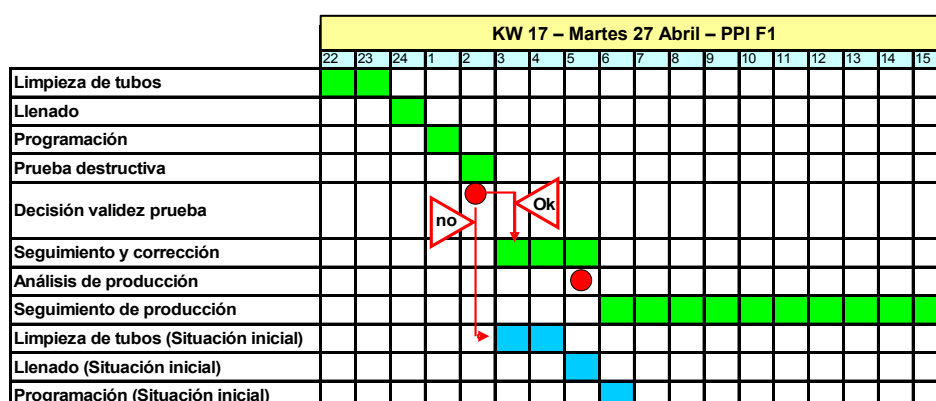 KW 17 – Martes 27 Abril – PPI F1
22 23 24 1 2 3 4 5 6 7 8 9 10 11 12 13 14 15
Limpieza de tubos
Llenado
Programación
Prueba destructiva
Decisión validez prueba
no
Ok
Seguimiento y corrección
Análisis de producción
Seguimiento de producción
Limpieza de tubos (Situación inicial)
Llenado (Situación inicial)
Programación (Situación inicial)